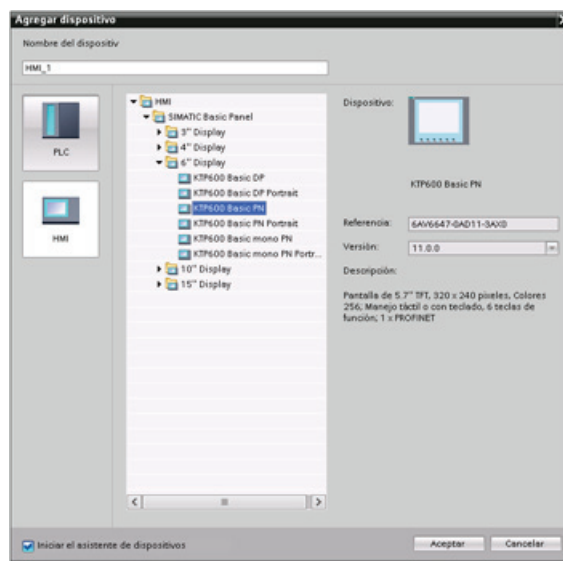 Agregar dispositivo
Nombre del dispositiv
HMI_1
PLC
HMI
HMI
SIMATIC Basic Panel
3" Display
4" Display
6" Display
KTP600 Basic DP
KTP600 Basic DP Portrait
KTP600 Basic PN
KTP600 Basic PN Portrait
KTP600 Basic mono PN
KTP600 Basic mono PN Portr...
10" Display
15" Display
Dispositivo:
KTP600 Basic PN
Referencia:
6AV6647-0AD11-3AX0
Versión:
11.0.0
Descripción:
Pantalla de 5.7" TFT, 320 x 240 píxeles, Colores
256; Manejo táctil o con teclado, 6 teclas de
función; 1 x PROFINET
Iniciar el asistente de dispositivos
Aceptar
Cancelar